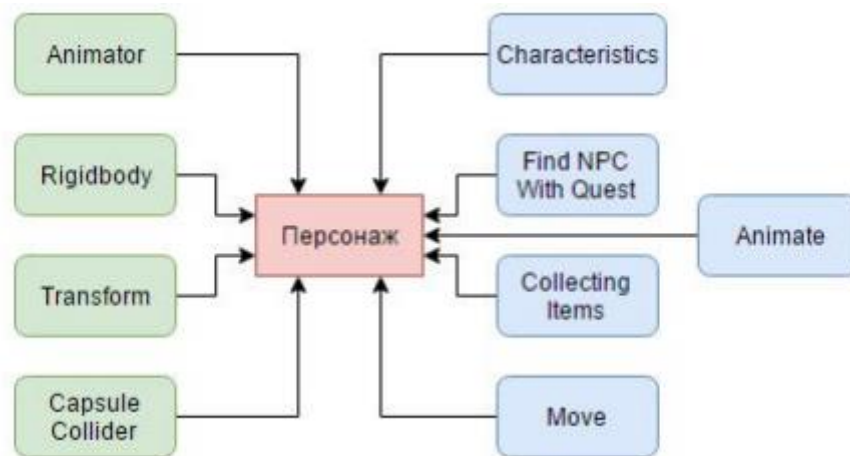 Animator
Characteristics
Rigidbody
Find NPC
With Quest
Персонаж
Animate
Transform
Collecting
Items
Capsule
Collider
Move